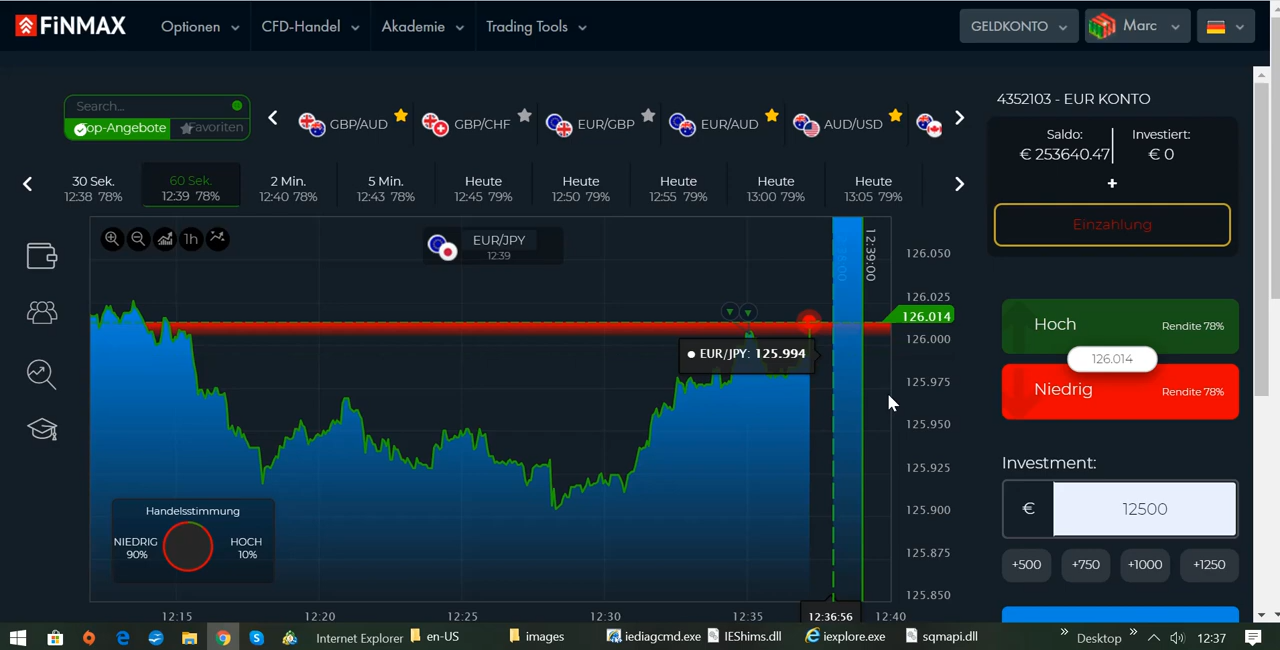 FiNMAX
Optionen
CFD-Handel
Akademie
Trading Tools
GELDKONTO
Marc
Search...
Top-Angebote
Favoriten
GBP/AUD
GBP/CHF
EUR/GBP
EUR/AUD
AUD/USD
4352103 - EUR KONTO
Saldo:
€ 253640.47
Investiert:
€ 0
+
Einzahlung
30 Sek.
12:38 78%
60 Sek.
12:39 78%
2 Min.
12:40 78%
5 Min.
12:43 78%
Heute
12:45 79%
Heute
12:50 79%
Heute
12:55 79%
Heute
13:00 79%
Heute
13:05 79%
1h
EUR/JPY
12:39
12:39:00
126.050
126.025
126.014
126.000
125.975
125.950
125.925
125.900
125.875
125.850
EUR/JPY: 125.994
Handelsstimmung
NIEDRIG
90%
HOCH
10%
12:15
12:20
12:25
12:30
12:35
12:36:56
12:40
Hoch
Rendite 78%
126.014
Niedrig
Rendite 78%
Investment:
€
12500
+500
+750
+1000
+1250
Internet Explorer
en-US
images
iediagcmd.exe
IEShims.dll
iexplore.exe
sqmapi.dll
Desktop
12:37